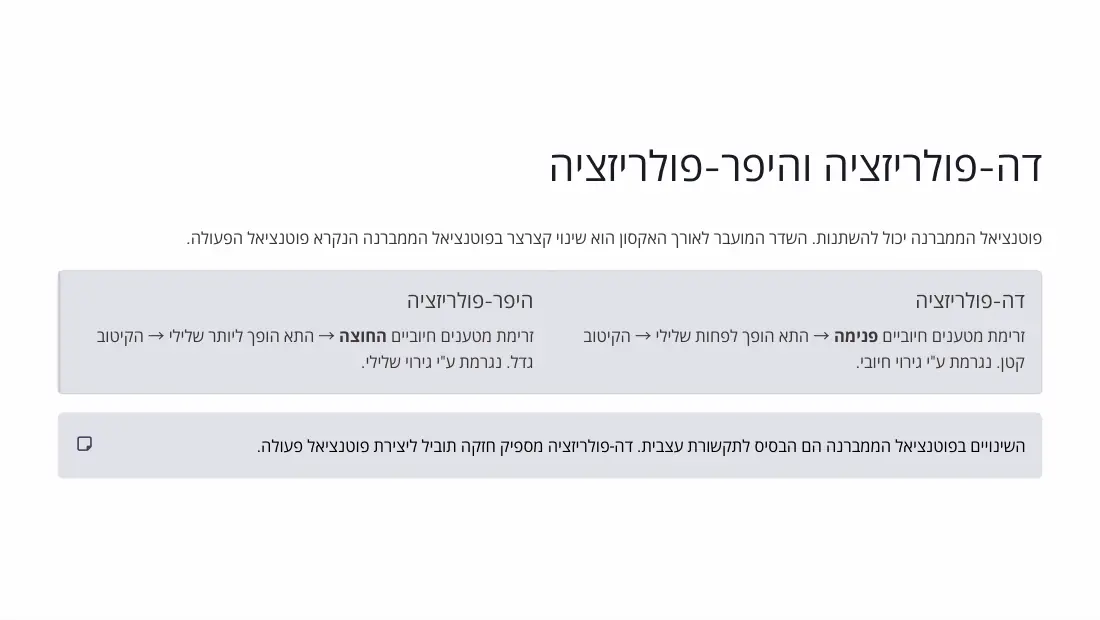 דה-פולריזציה והיפר-פולריזציה
פוטנציאל הממברנה יכול להשתנות. השדר המועבר לאורך האקסון הוא שינוי קצרצר בפוטנציאל הממברנה הנקרא פוטנציאל הפעולה.
דה-פולריזציה
זרימת מטענים חיוביים פנימה → התא הופך לפחות שלילי → הקיטוב
קטן. נגרמת ע"י גירוי חיובי.
היפר-פולריזציה
זרימת מטענים חיוביים החוצה → התא הופך ליותר שלילי → הקיטוב
גדל. נגרמת ע"י גירוי שלילי.
השינויים בפוטנציאל הממברנה הם הבסיס לתקשורת עצבית. דה-פולריזציה מספיק חזקה תוביל ליצירת פוטנציאל פעולה.